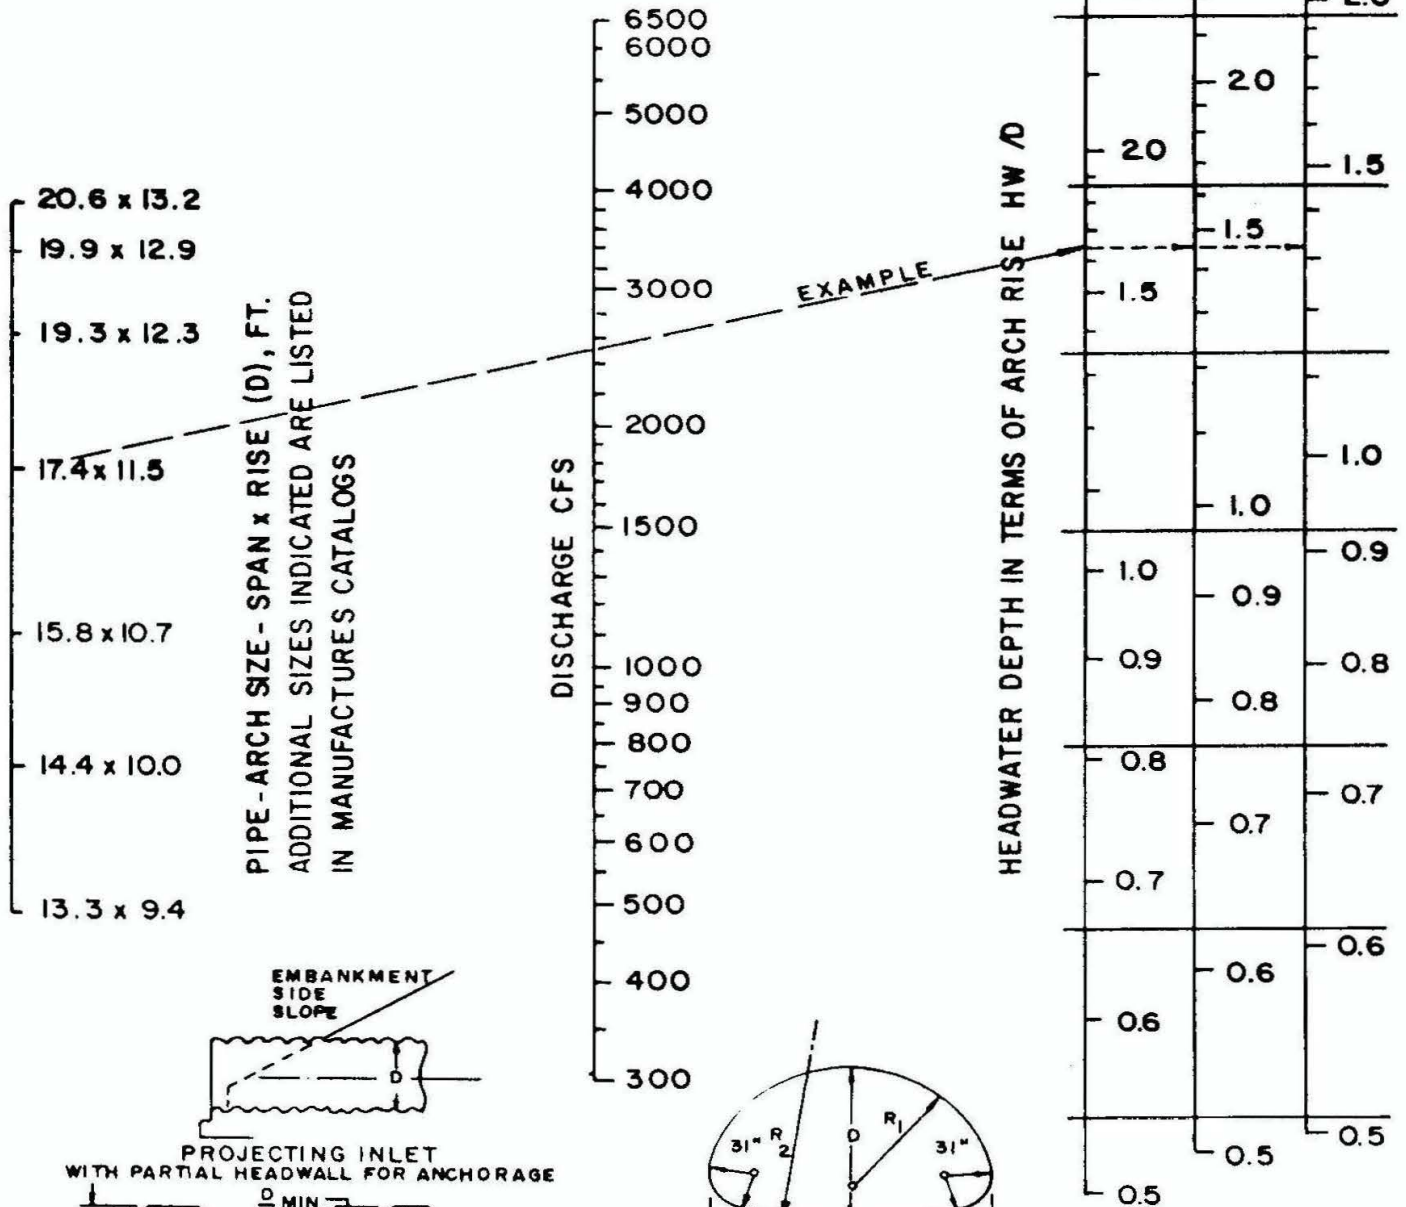 20.6 x 13.2
19.9 x 12.9
19.3 x 12.3
17.4 x 11.5
15.8 x 10.7
14.4 x 10.0
13.3 x 9.4
PIPE-ARCH SIZE - SPAN x RISE (D), FT.
ADDITIONAL SIZES INDICATED ARE LISTED
IN MANUFACTURES CATALOGS
DISCHARGE CFS
6500
6000
5000
4000
3000
2000
1500
1000
900
800
700
600
500
400
300
EXAMPLE
HEADWATER DEPTH IN TERMS OF ARCH RISE HW /D
2.0
1.5
1.0
0.9
0.8
0.7
0.6
0.5
2.0
1.5
1.0
0.9
0.8
0.7
0.6
0.5
1.5
1.0
0.9
0.8
0.7
0.6
0.5
EMBANKMENT
SIDE
SLOPE
D
PROJECTING INLET
WITH PARTIAL HEADWALL FOR ANCHORAGE
D MIN
31" R2
D
R1
31"